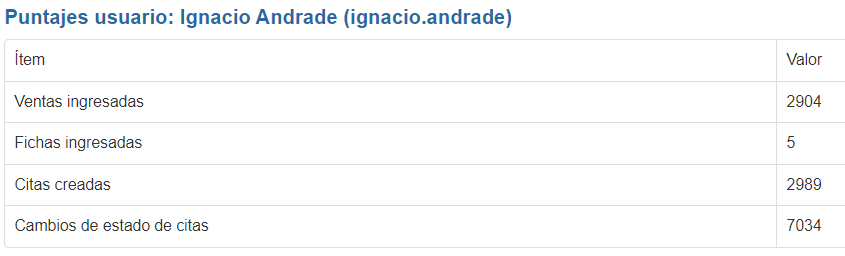 Puntajes usuario: Ignacio Andrade (ignacio.andrade)
Ítem Valor
Ventas ingresadas 2904
Fichas ingresadas 5
Citas creadas 2989
Cambios de estado de citas 7034